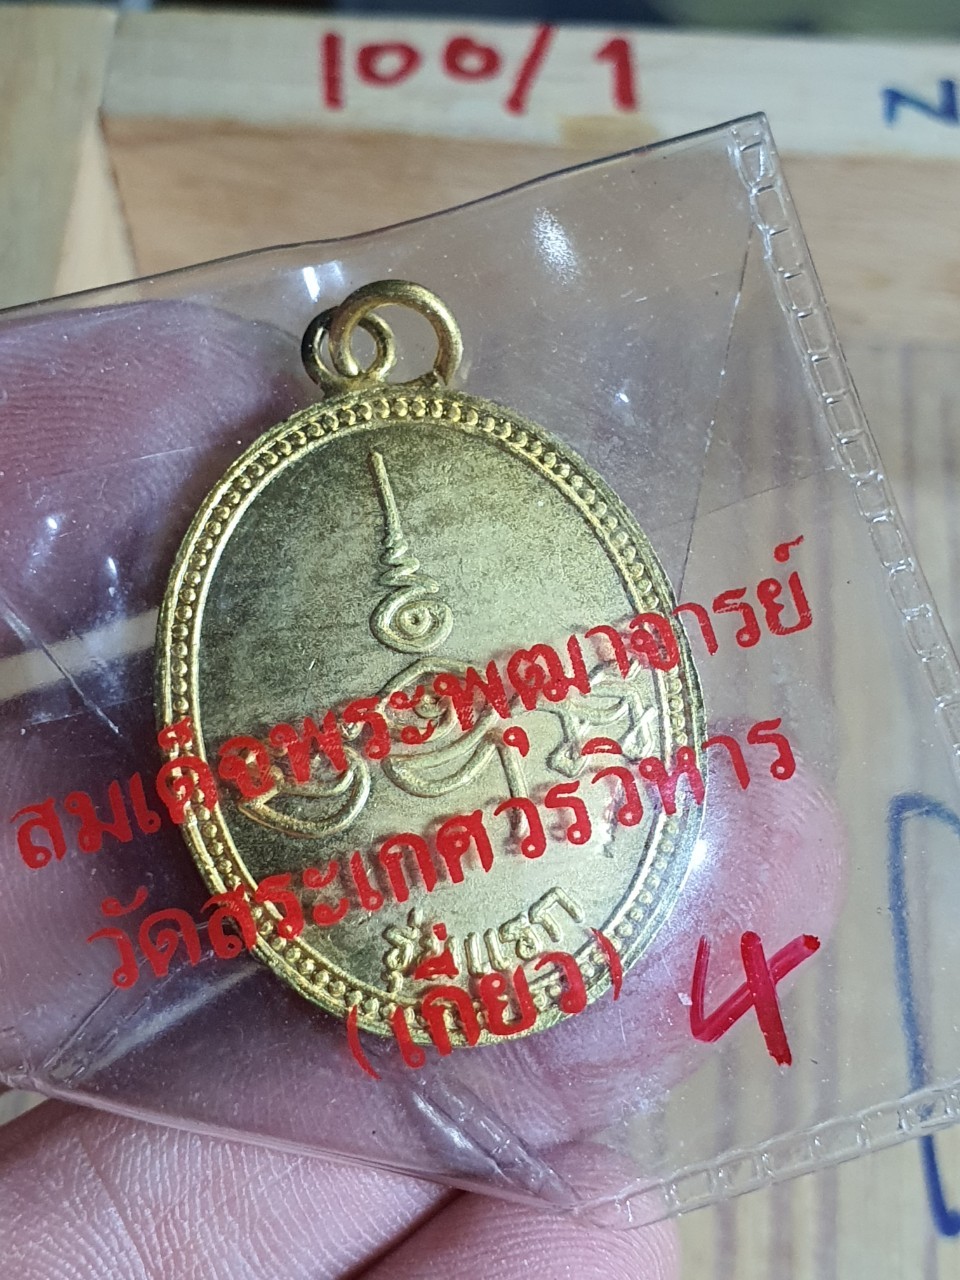 100/1
N
สมเด็จพระพุฒาจารย์
วัดสระเกศวรวิหาร
(เกี่ยว) 4
รุ่นแรก